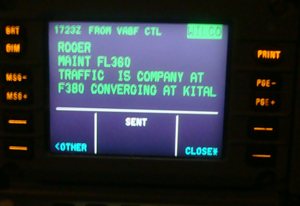 BRT
DIM
MSG-
MSG+
PRINT
PGE-
PGE+
1723Z FROM VABF CTL WILCO
ROGER
MAINT FL360
TRAFFIC IS COMPANY AT
F380 CONVERGING AT KITAL
SENT
<OTHER CLOSE*